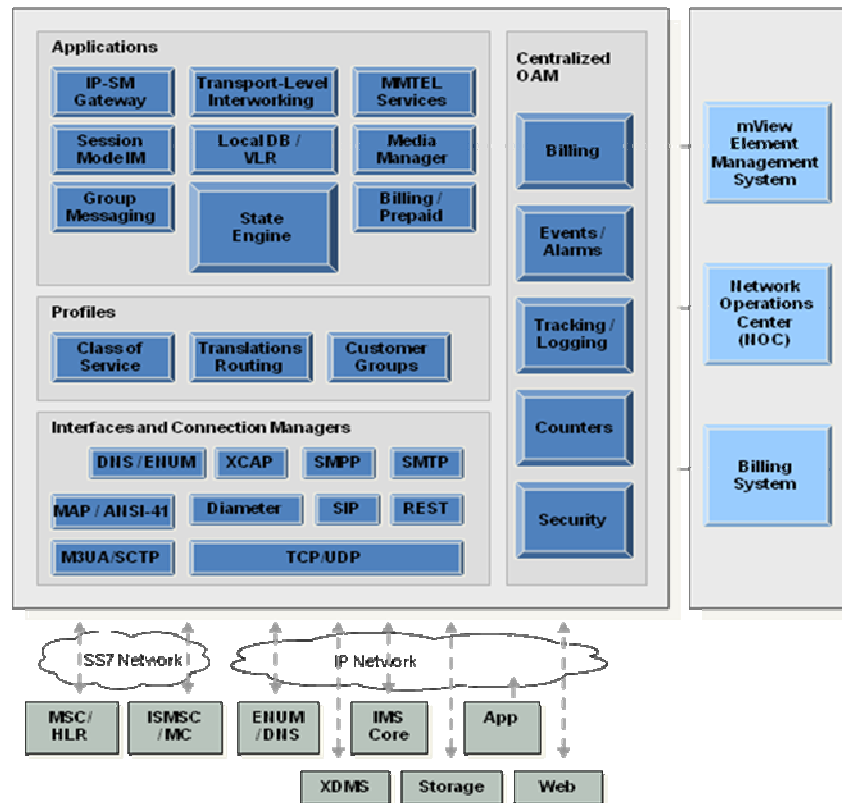 Applications
IP-SM
Gateway
Transport-Level
Interworking
MMTEL
Services
Session
Mode IM
Local DB /
VLR
Media
Manager
Group
Messaging
State
Engine
Billing /
Prepaid
Profiles
Class of
Service
Translations
Routing
Customer
Groups
Interfaces and Connection Managers
DNS / ENUM
XCAP
SMPP
SMTP
MAP / ANSI-41
Diameter
SIP
REST
M3UA/SCTP
TCP/UDP
Centralized
OAM
Billing
Events /
Alarms
Tracking /
Logging
Counters
Security
mView
Element
Management
System
Network
Operations
Center
(NOC)
Billing
System
SS7 Network
IP Network
MSC/
HLR
ISMSC
/ MC
ENUM
/ DNS
IMS
Core
App
XDMS
Storage
Web